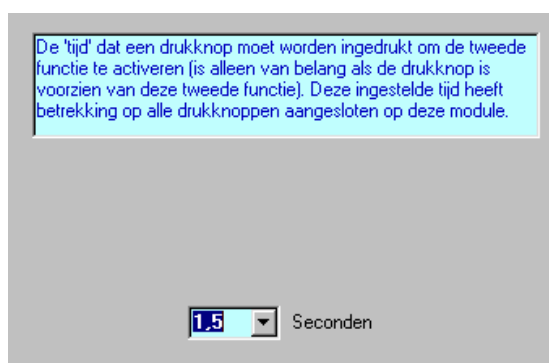 De 'tijd' dat een drukknop moet worden ingedrukt om de tweede
functie te activeren (is alleen van belang als de drukknop is
voorzien van deze tweede functie). Deze ingestelde tijd heeft
betrekking op alle drukknoppen aangesloten op deze module.
1,5 Seconden